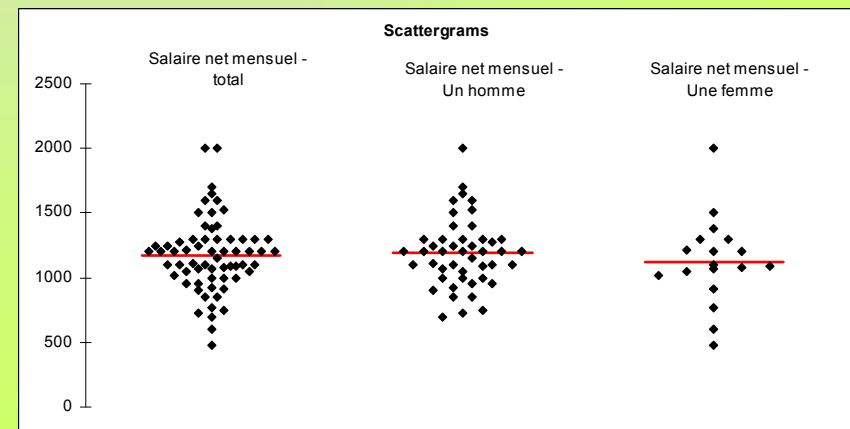 Scattergrams
Salaire net mensuel -
total
Salaire net mensuel -
Un homme
Salaire net mensuel -
Une femme
2500
2000
1500
1000
500
0